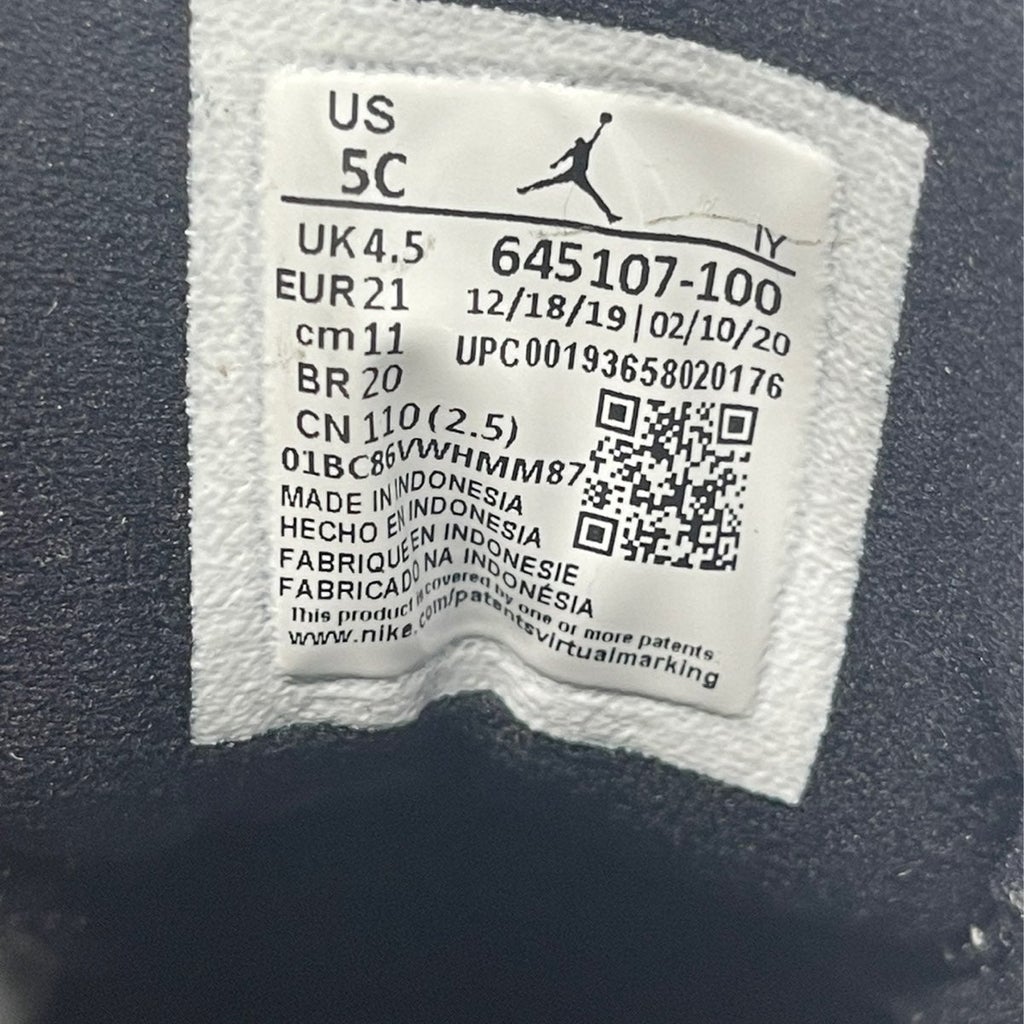 US
5C
IY
UK 4.5
645107-100
EUR 21
12/18/19 | 02/10/20
cm 11
UPC00193658020176
BR 20
CN 110 (2.5)
01BC86VWHMM87
MADE IN INDONESIA
HECHO EN INDONESIA
FABRIQUE EN INDONESIE
FABRICADO NA INDONÉSIA
This product is covered by one or more patents.
www.nike.com/patentsvirtualmarking